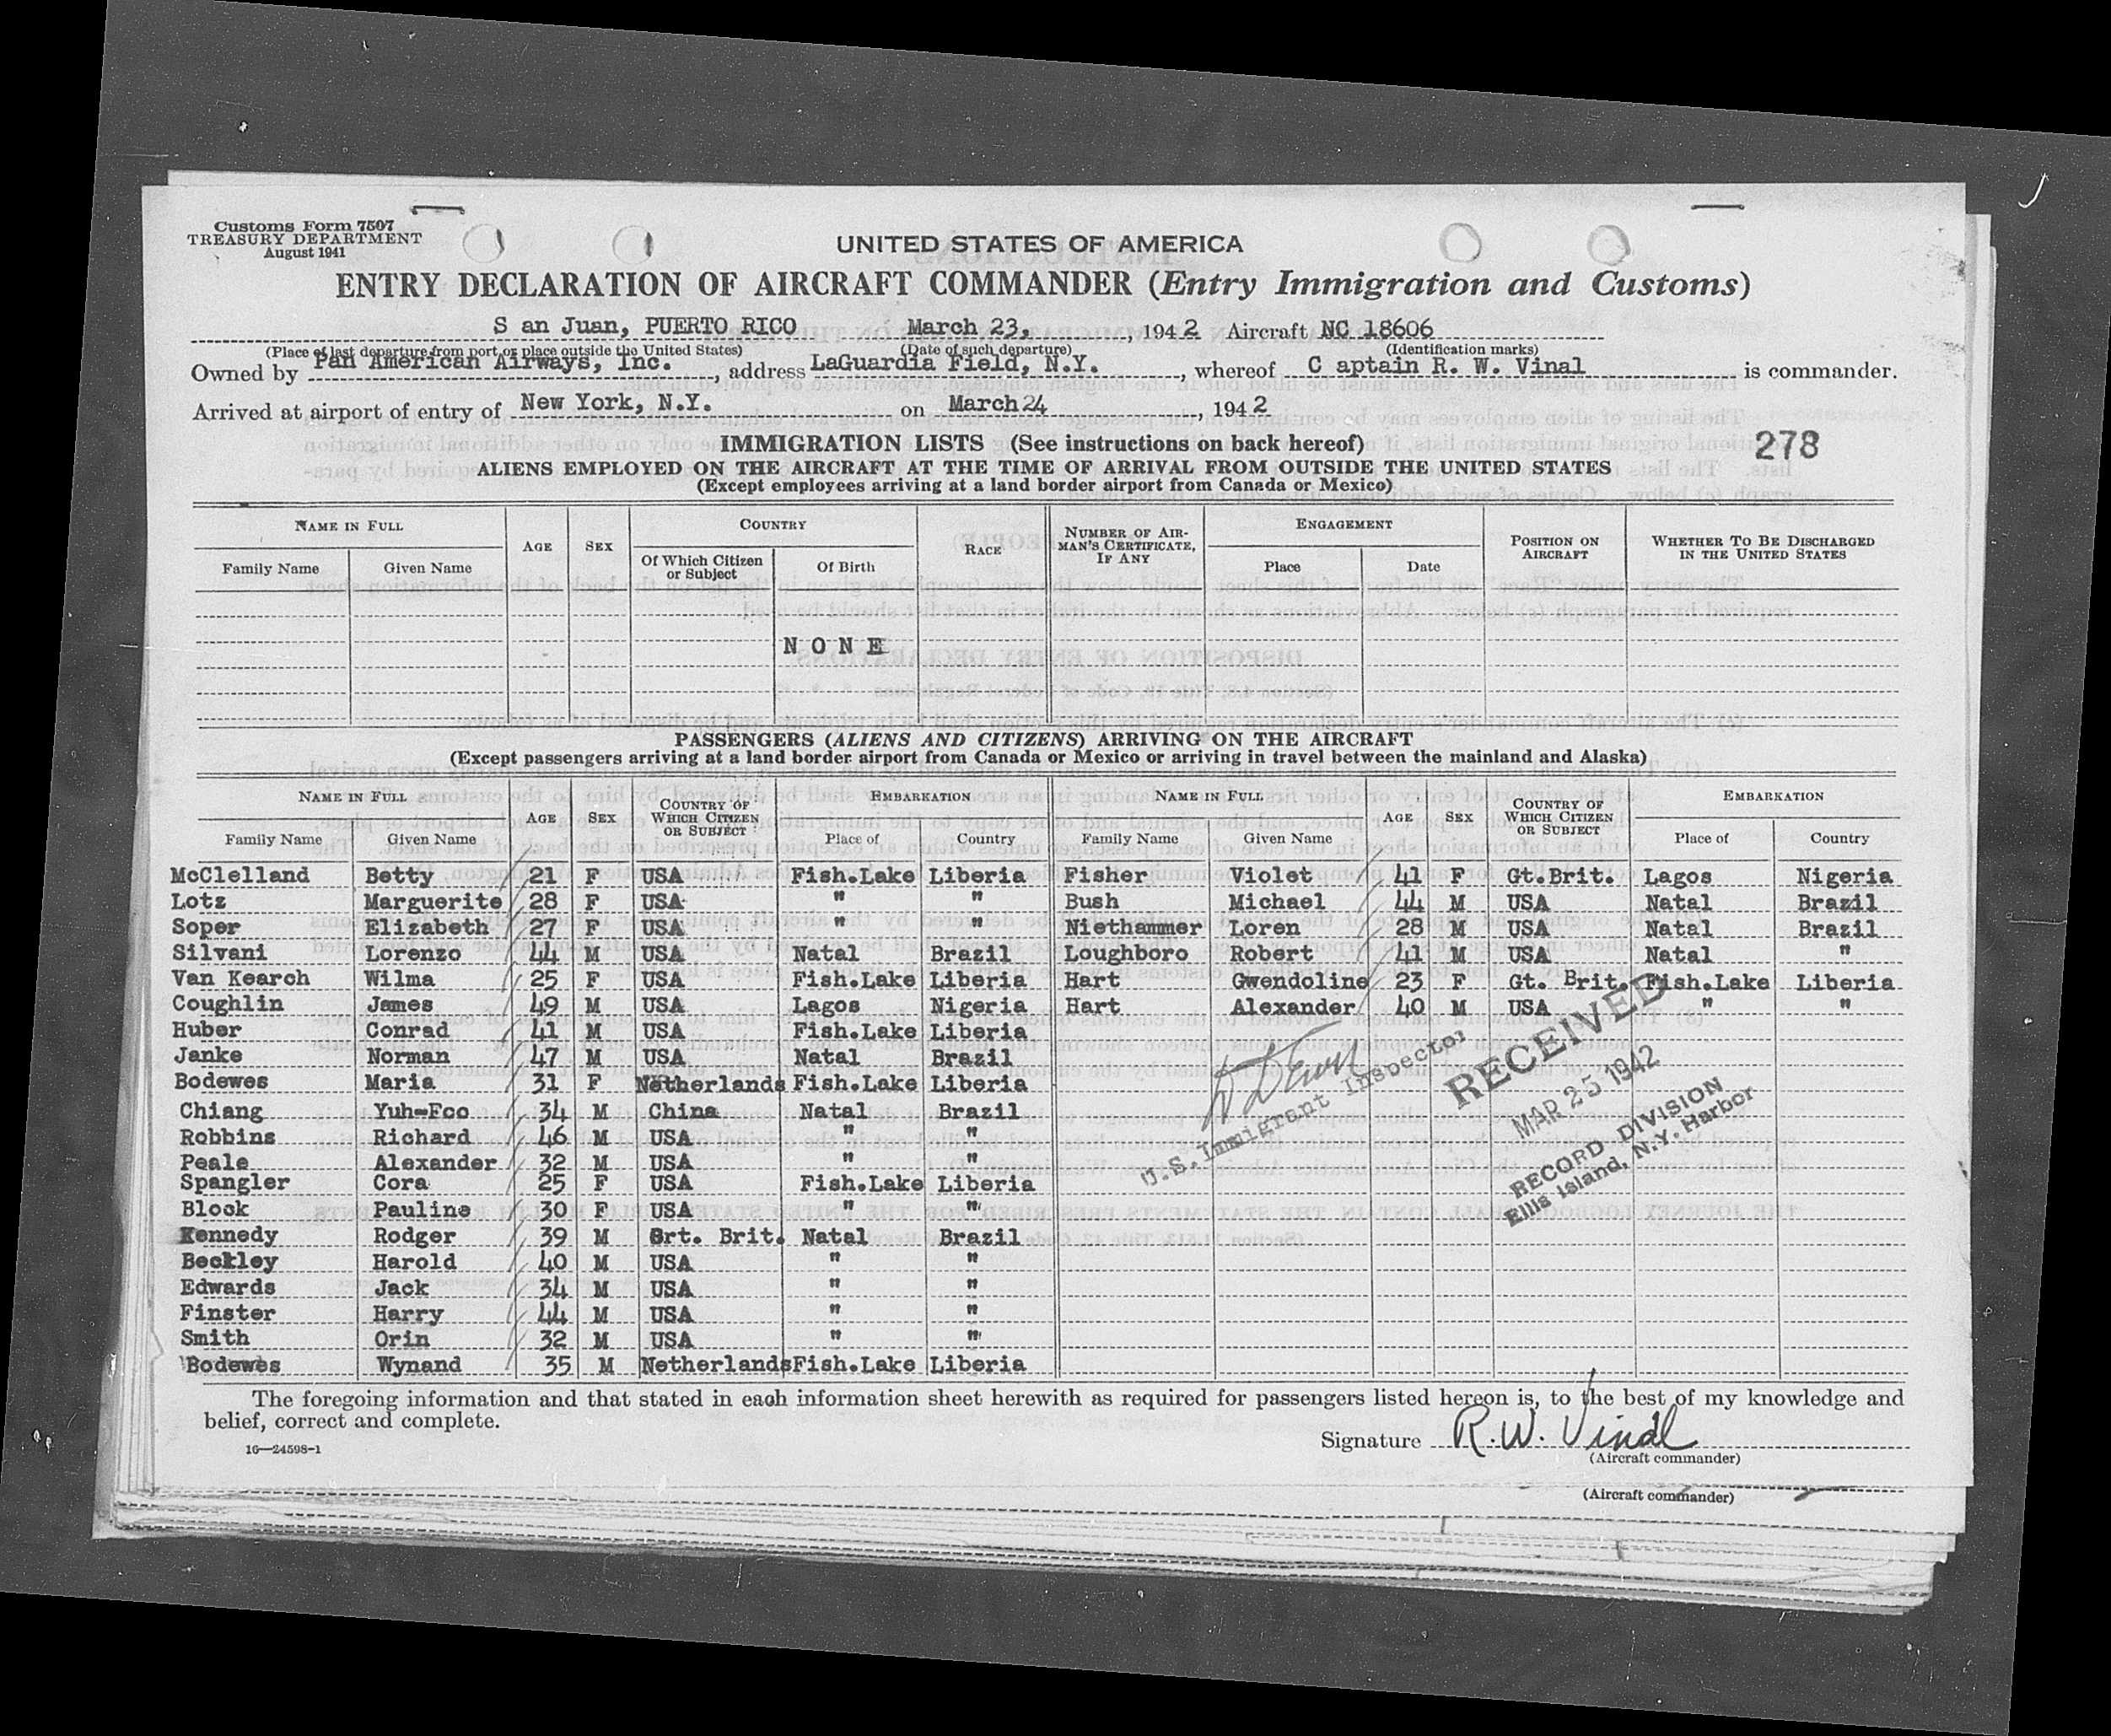 Customs Form 7507
TREASURY DEPARTMENT
August 1941
UNITED STATES OF AMERICA
ENTRY DECLARATION OF AIRCRAFT COMMANDER (Entry Immigration and Customs)
S an Juan, PUERTO RICO March 23, , 194 2 Aircraft NC 18606
(Place of last departure from port or place outside the United States) (Date of such departure) (Identification marks)
Owned by Pan American Airways, Inc. , address LaGuardia Field, N.Y. , whereof C aptain R. W. Vinal is commander.
Arrived at airport of entry of New York, N.Y. on March 24 , 194 2
IMMIGRATION LISTS (See instructions on back hereof) 278
ALIENS EMPLOYED ON THE AIRCRAFT AT THE TIME OF ARRIVAL FROM OUTSIDE THE UNITED STATES
(Except employees arriving at a land border airport from Canada or Mexico)
NAME IN FULL AGE SEX COUNTRY RACE NUMBER OF AIRMAN'S CERTIFICATE, IF ANY ENGAGEMENT POSITION ON AIRCRAFT WHETHER TO BE DISCHARGED IN THE UNITED STATES
Family Name Given Name Of Which Citizen or Subject Of Birth Place Date
N O N E
PASSENGERS (ALIENS AND CITIZENS) ARRIVING ON THE AIRCRAFT
(Except passengers arriving at a land border airport from Canada or Mexico or arriving in travel between the mainland and Alaska)
NAME IN FULL AGE SEX COUNTRY OF WHICH CITIZEN OR SUBJECT EMBARKATION NAME IN FULL AGE SEX COUNTRY OF WHICH CITIZEN OR SUBJECT EMBARKATION
Family Name Given Name Place of Country Family Name Given Name Place of Country
McClelland Betty 21 F USA Fish.Lake Liberia Fisher Violet 41 F Gt.Brit. Lagos Nigeria
Lotz Marguerite 28 F USA " " Bush Michael 44 M USA Natal Brazil
Soper Elizabeth 27 F USA " " Niethammer Loren 28 M USA Natal Brazil
Silvani Lorenzo 44 M USA Natal Brazil Loughboro Robert 41 M USA Natal "
Van Kearch Wilma 25 F USA Fish.Lake Liberia Hart Gwendoline 23 F Gt. Brit. Fish.Lake Liberia
Coughlin James 49 M USA Lagos Nigeria Hart Alexander 40 M USA " "
Huber Conrad 41 M USA Fish.Lake Liberia
Janke Norman 47 M USA Natal Brazil
Bodewes Maria 31 F Netherlands Fish.Lake Liberia
Chiang Yuh-Foo 34 M China Natal Brazil
Robbins Richard 46 M USA " "
Peale Alexander 32 M USA " "
Spangler Cora 25 F USA Fish.Lake Liberia
Block Pauline 30 F USA " "
Kennedy Rodger 39 M Grt. Brit. Natal Brazil
Beckley Harold 40 M USA " "
Edwards Jack 34 M USA " "
Finster Harry 44 M USA " "
Smith Orin 32 M USA " "
Bodewes Wynand 35 M Netherlands Fish.Lake Liberia
U.S. Immigrant Inspector
RECEIVED
MAR 25 1942
RECORD DIVISION
Ellis Island, N.Y. Harbor
The foregoing information and that stated in each information sheet herewith as required for passengers listed hereon is, to the best of my knowledge and
belief, correct and complete.
16—24598-1
Signature R.W. Vinal
(Aircraft commander)
(Aircraft commander)